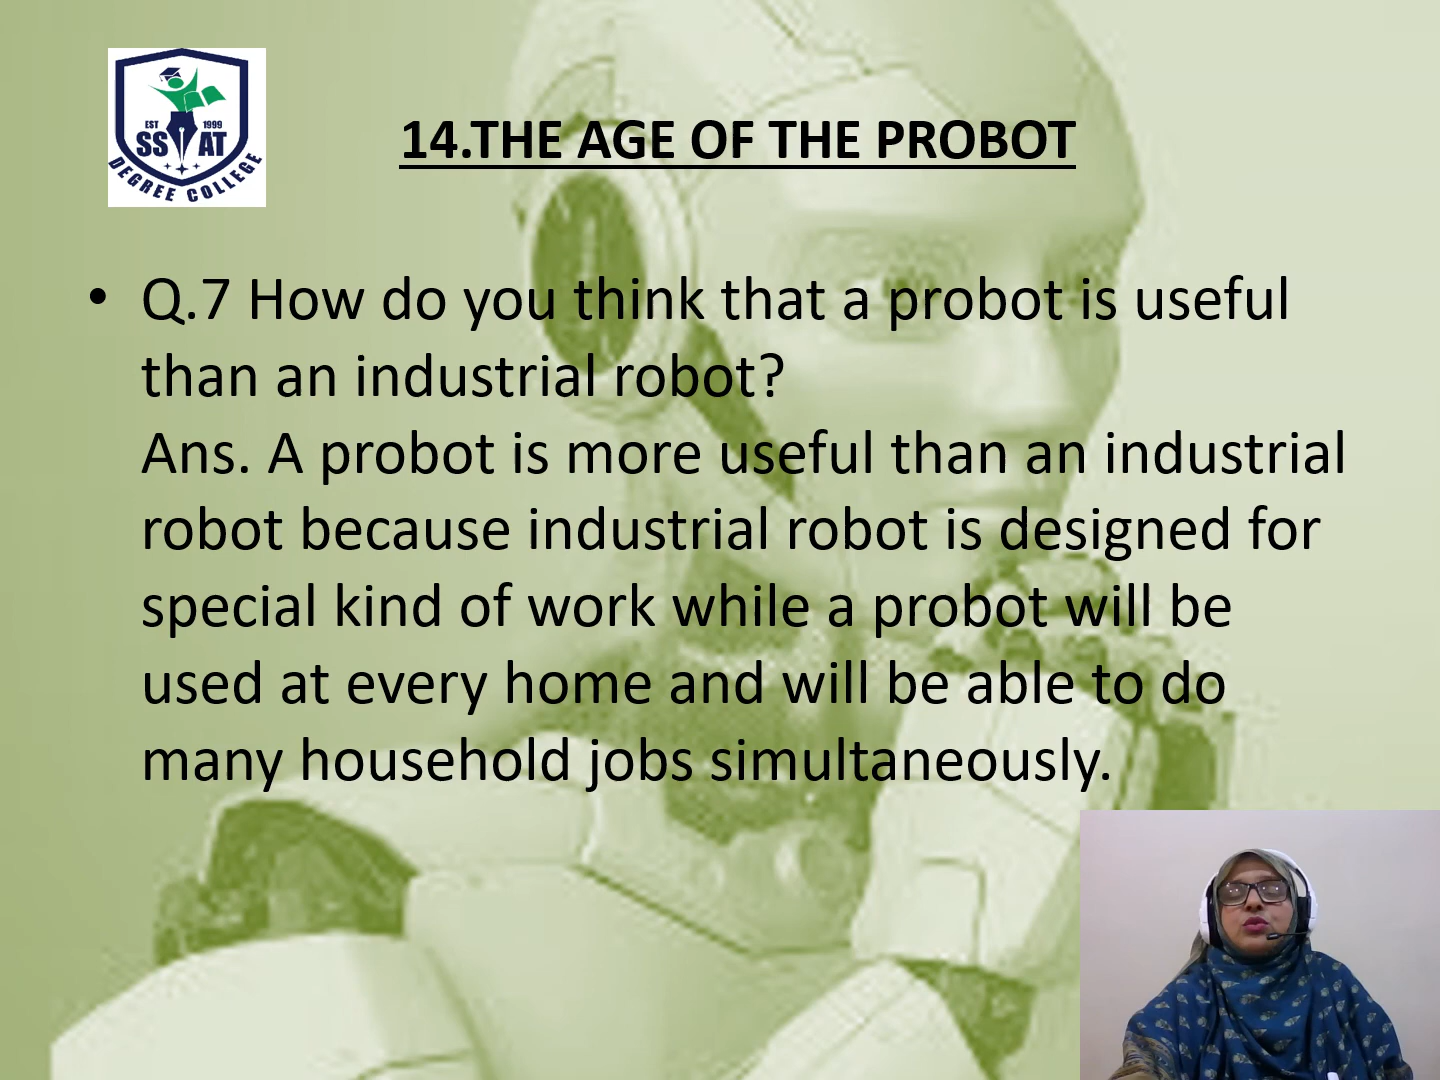 EST 1999
SS AT
DEGREE COLLEGE
14.THE AGE OF THE PROBOT
• Q.7 How do you think that a probot is useful
than an industrial robot?
Ans. A probot is more useful than an industrial
robot because industrial robot is designed for
special kind of work while a probot will be
used at every home and will be able to do
many household jobs simultaneously.